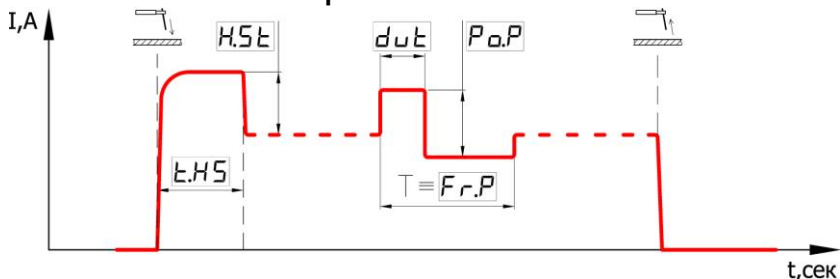 I,A
H.St
dut
Po.P
t.HS
T ≡ Fr.P
t,сек